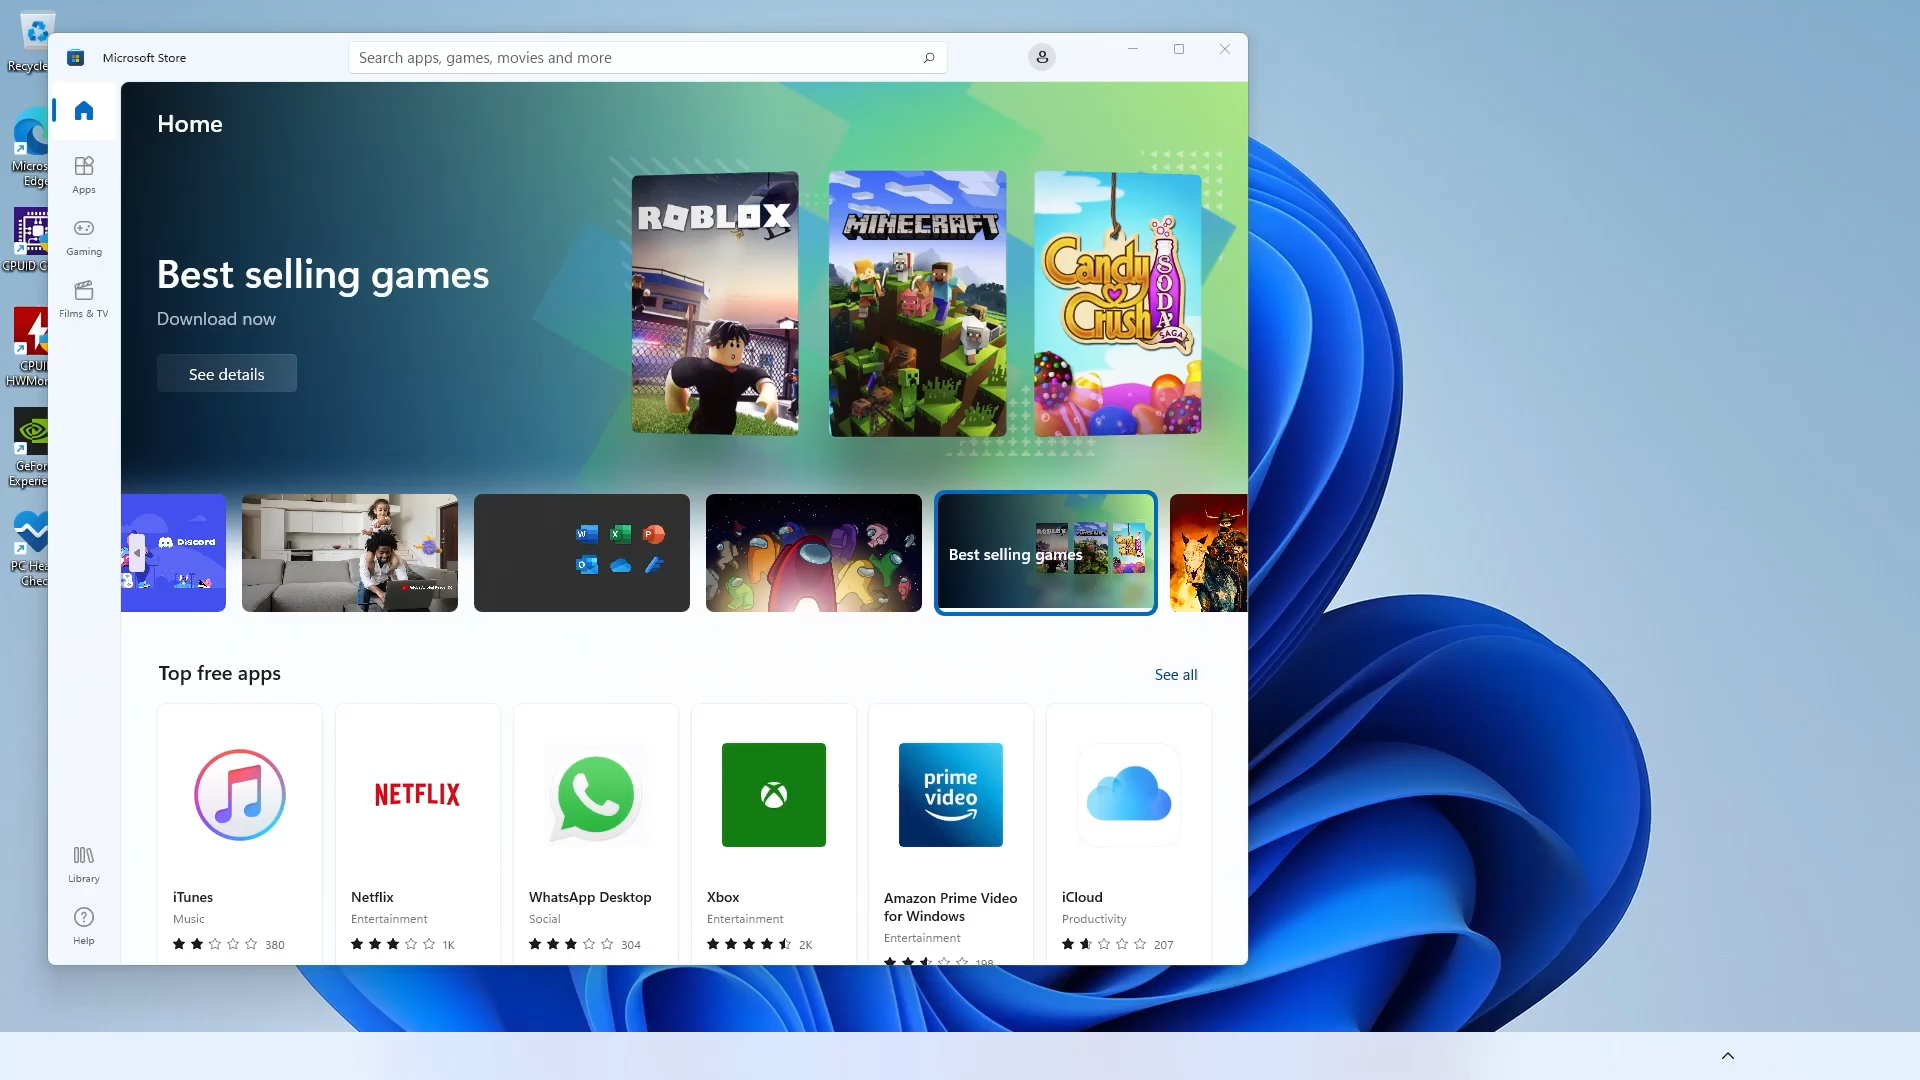 Recycle
Microsoft Store
Search apps, games, movies and more
Home
Micros
Edge
Apps
ROBLOX
MINECRAFT
Candy
Crush
SODA
SAGA
CPUID C
Gaming
Best selling games
Films & TV
Download now
CPUI
HWMon
See details
GeFor
Experie
Discord
W
X
P
O
Best selling games
PC Hea
Chec
Top free apps
See all
NETFLIX
prime
video
iTunes
Music
380
Netflix
Entertainment
1K
WhatsApp Desktop
Social
304
Xbox
Entertainment
2K
Amazon Prime Video
for Windows
Entertainment
198
iCloud
Productivity
207
Library
Help